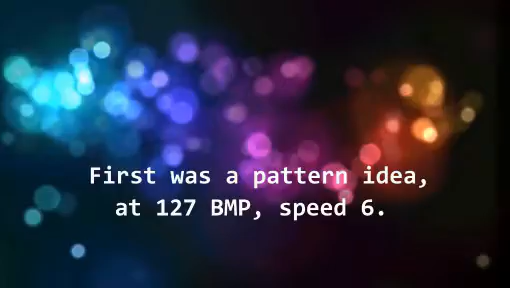 First was a pattern idea,
at 127 BMP, speed 6.